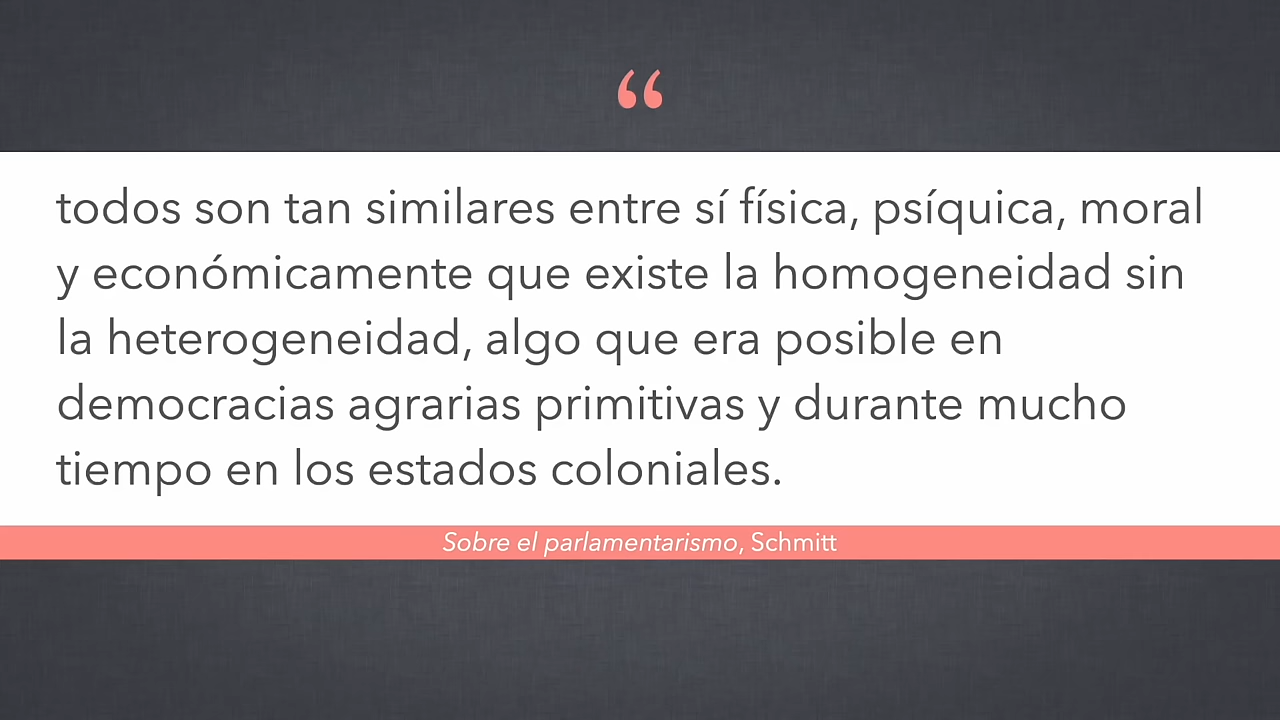 “
todos son tan similares entre sí física, psíquica, moral
y económicamente que existe la homogeneidad sin
la heterogeneidad, algo que era posible en
democracias agrarias primitivas y durante mucho
tiempo en los estados coloniales.
Sobre el parlamentarismo, Schmitt